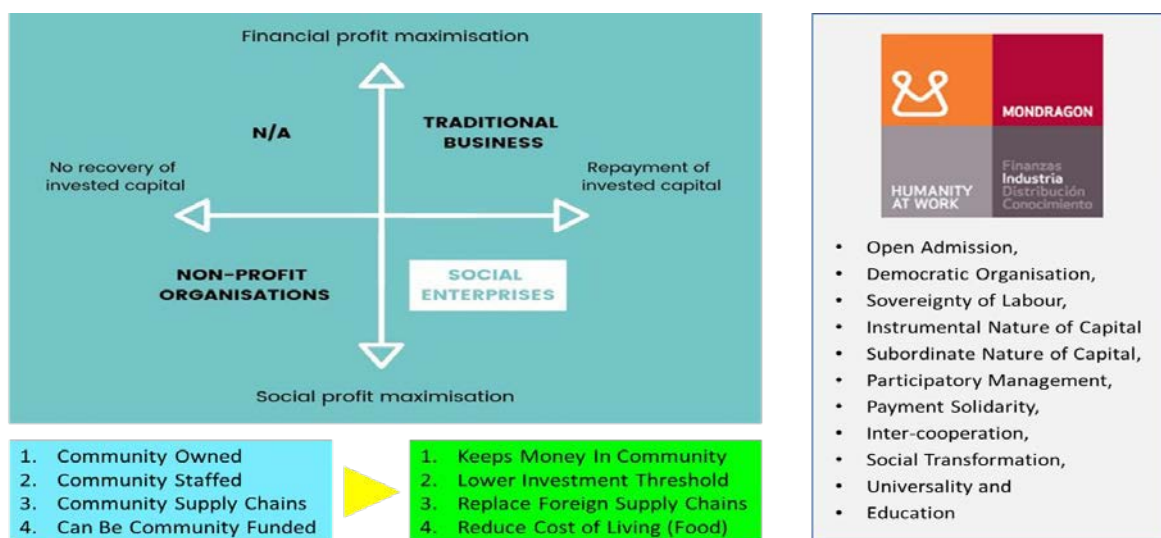 Financial profit maximisation
N/A
TRADITIONAL
BUSINESS
No recovery of
invested capital
Repayment of
invested capital
NON-PROFIT
ORGANISATIONS
SOCIAL
ENTERPRISES
Social profit maximisation
1. Community Owned
2. Community Staffed
3. Community Supply Chains
4. Can Be Community Funded
1. Keeps Money In Community
2. Lower Investment Threshold
3. Replace Foreign Supply Chains
4. Reduce Cost of Living (Food)
MONDRAGON
HUMANITY
AT WORK
Finanzas
Industria
Distribución
Conocimiento
• Open Admission,
• Democratic Organisation,
• Sovereignty of Labour,
• Instrumental Nature of Capital
• Subordinate Nature of Capital,
• Participatory Management,
• Payment Solidarity,
• Inter-cooperation,
• Social Transformation,
• Universality and
• Education